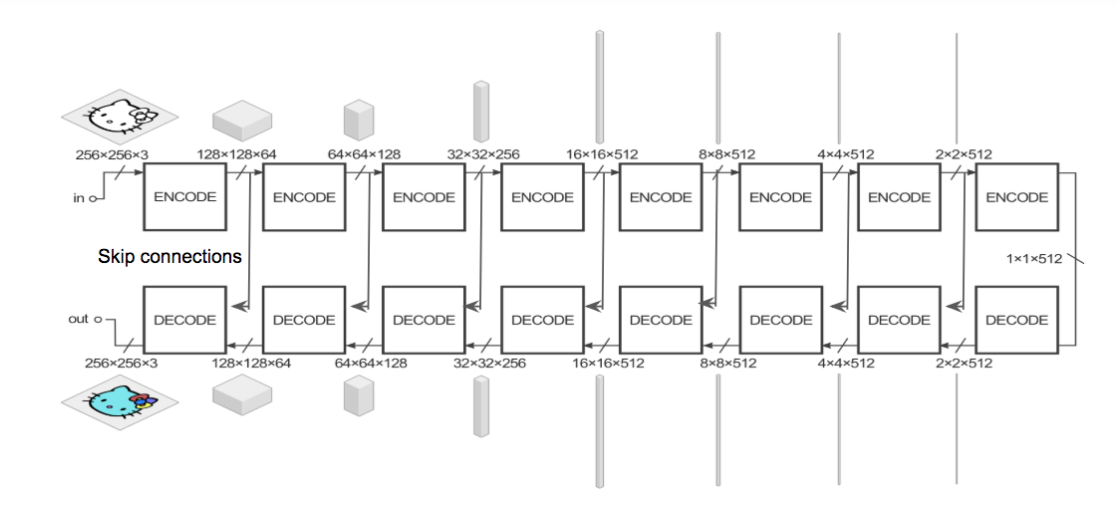 256×256×3 128×128×64 64×64×128 32×32×256 16×16×512 8×8×512 4×4×512 2×2×512
in ENCODE ENCODE ENCODE ENCODE ENCODE ENCODE ENCODE ENCODE
Skip connections 1×1×512
out DECODE DECODE DECODE DECODE DECODE DECODE DECODE DECODE
256×256×3 128×128×64 64×64×128 32×32×256 16×16×512 8×8×512 4×4×512 2×2×512